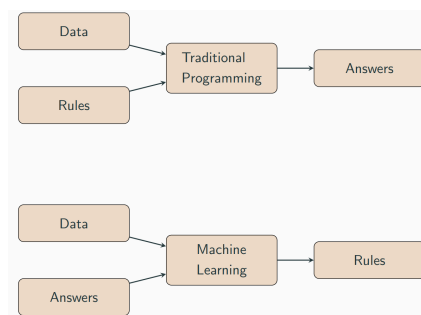 Data
Rules
Traditional
Programming
Answers
Data
Answers
Machine
Learning
Rules